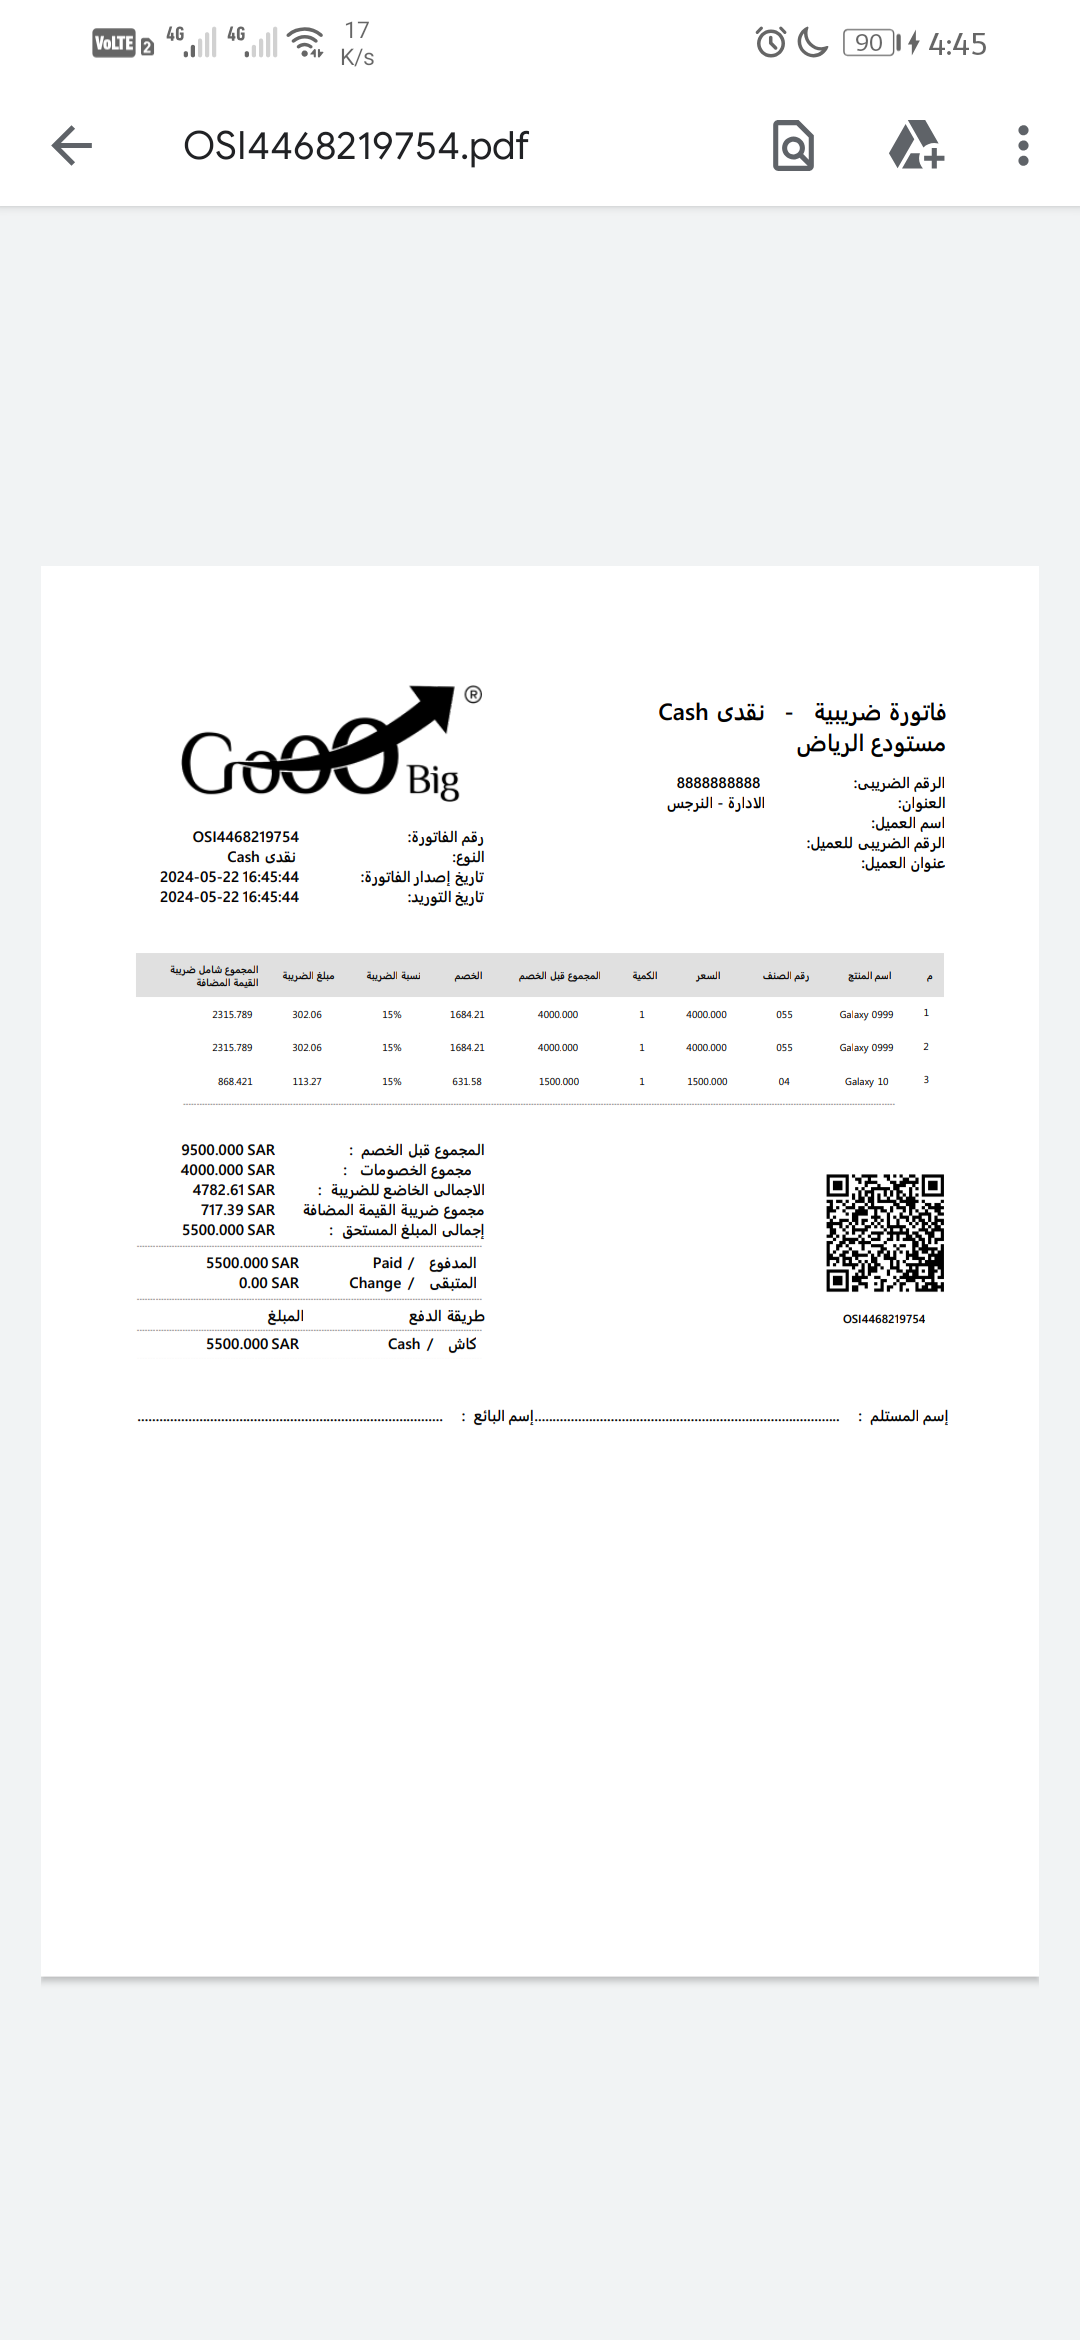 VoLTE 2 4G 4G 17 K/s 90 4:45
OSI4468219754.pdf
GoOO Big ®
فاتورة ضريبية - نقدى Cash
مستودع الرياض
الرقم الضريبى: 8888888888
العنوان: الادارة - النرجس
اسم العميل:
الرقم الضريبى للعميل:
عنوان العميل:
رقم الفاتورة: OSI4468219754
النوع: نقدى Cash
تاريخ إصدار الفاتورة: 2024-05-22 16:45:44
تاريخ التوريد: 2024-05-22 16:45:44
م اسم المنتج رقم الصنف السعر الكمية المجموع قبل الخصم الخصم نسبة الضريبة مبلغ الضريبة المجموع شامل ضريبة القيمة المضافة
1 Galaxy 0999 055 4000.000 1 4000.000 1684.21 15% 302.06 2315.789
2 Galaxy 0999 055 4000.000 1 4000.000 1684.21 15% 302.06 2315.789
3 Galaxy 10 04 1500.000 1 1500.000 631.58 15% 113.27 868.421
المجموع قبل الخصم : 9500.000 SAR
مجموع الخصومات : 4000.000 SAR
الاجمالى الخاضع للضريبة : 4782.61 SAR
مجموع ضريبة القيمة المضافة 717.39 SAR
إجمالى المبلغ المستحق : 5500.000 SAR
المدفوع / Paid 5500.000 SAR
المتبقى / Change 0.00 SAR
طريقة الدفع المبلغ
كاش / Cash 5500.000 SAR
OSI4468219754
إسم المستلم : ................ إسم البائع : ................